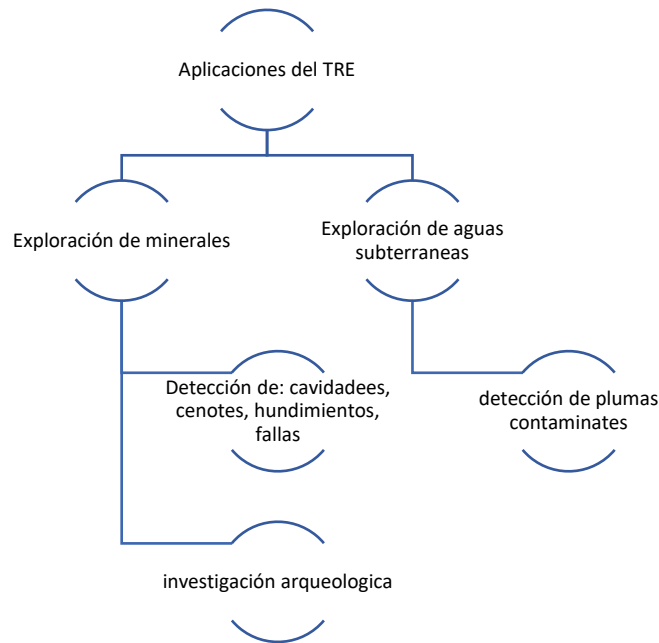 Aplicaciones del TRE
Exploración de minerales
Exploración de aguas
subterraneas
Detección de: cavidadees,
cenotes, hundimientos,
fallas
detección de plumas
contaminates
investigación arqueologica